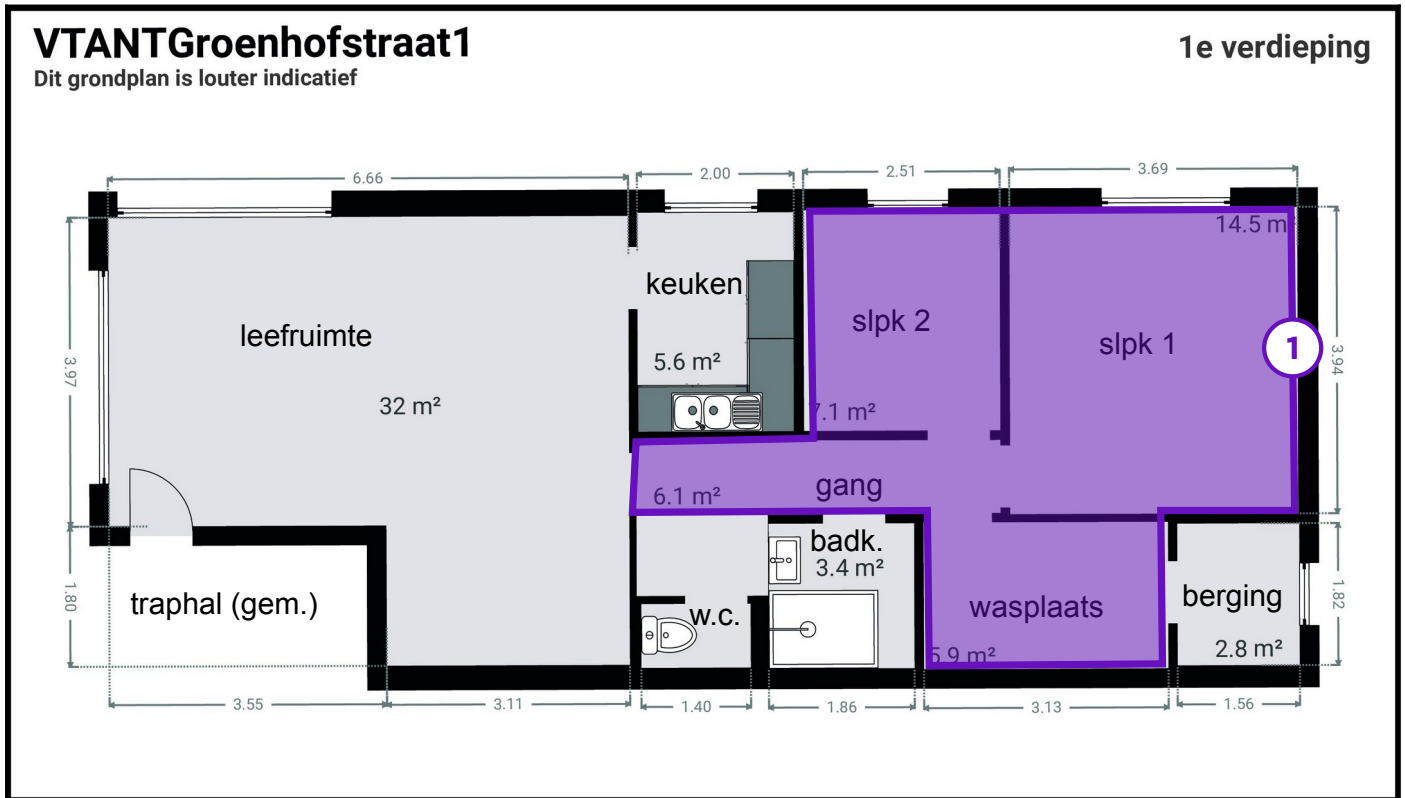 VTANTGroenhofstraat1
1e verdieping
Dit grondplan is louter indicatief
6.66
2.00
2.51
3.69
14.5 m²
keuken
leefruimte
slpk 2
slpk 1
1
3.97
3.94
5.6 m²
32 m²
7.1 m²
6.1 m²
gang
badk.
3.4 m²
1.80
traphal (gem.)
w.c.
wasplaats
berging
1.82
5.9 m²
2.8 m²
3.55
3.11
1.40
1.86
3.13
1.56